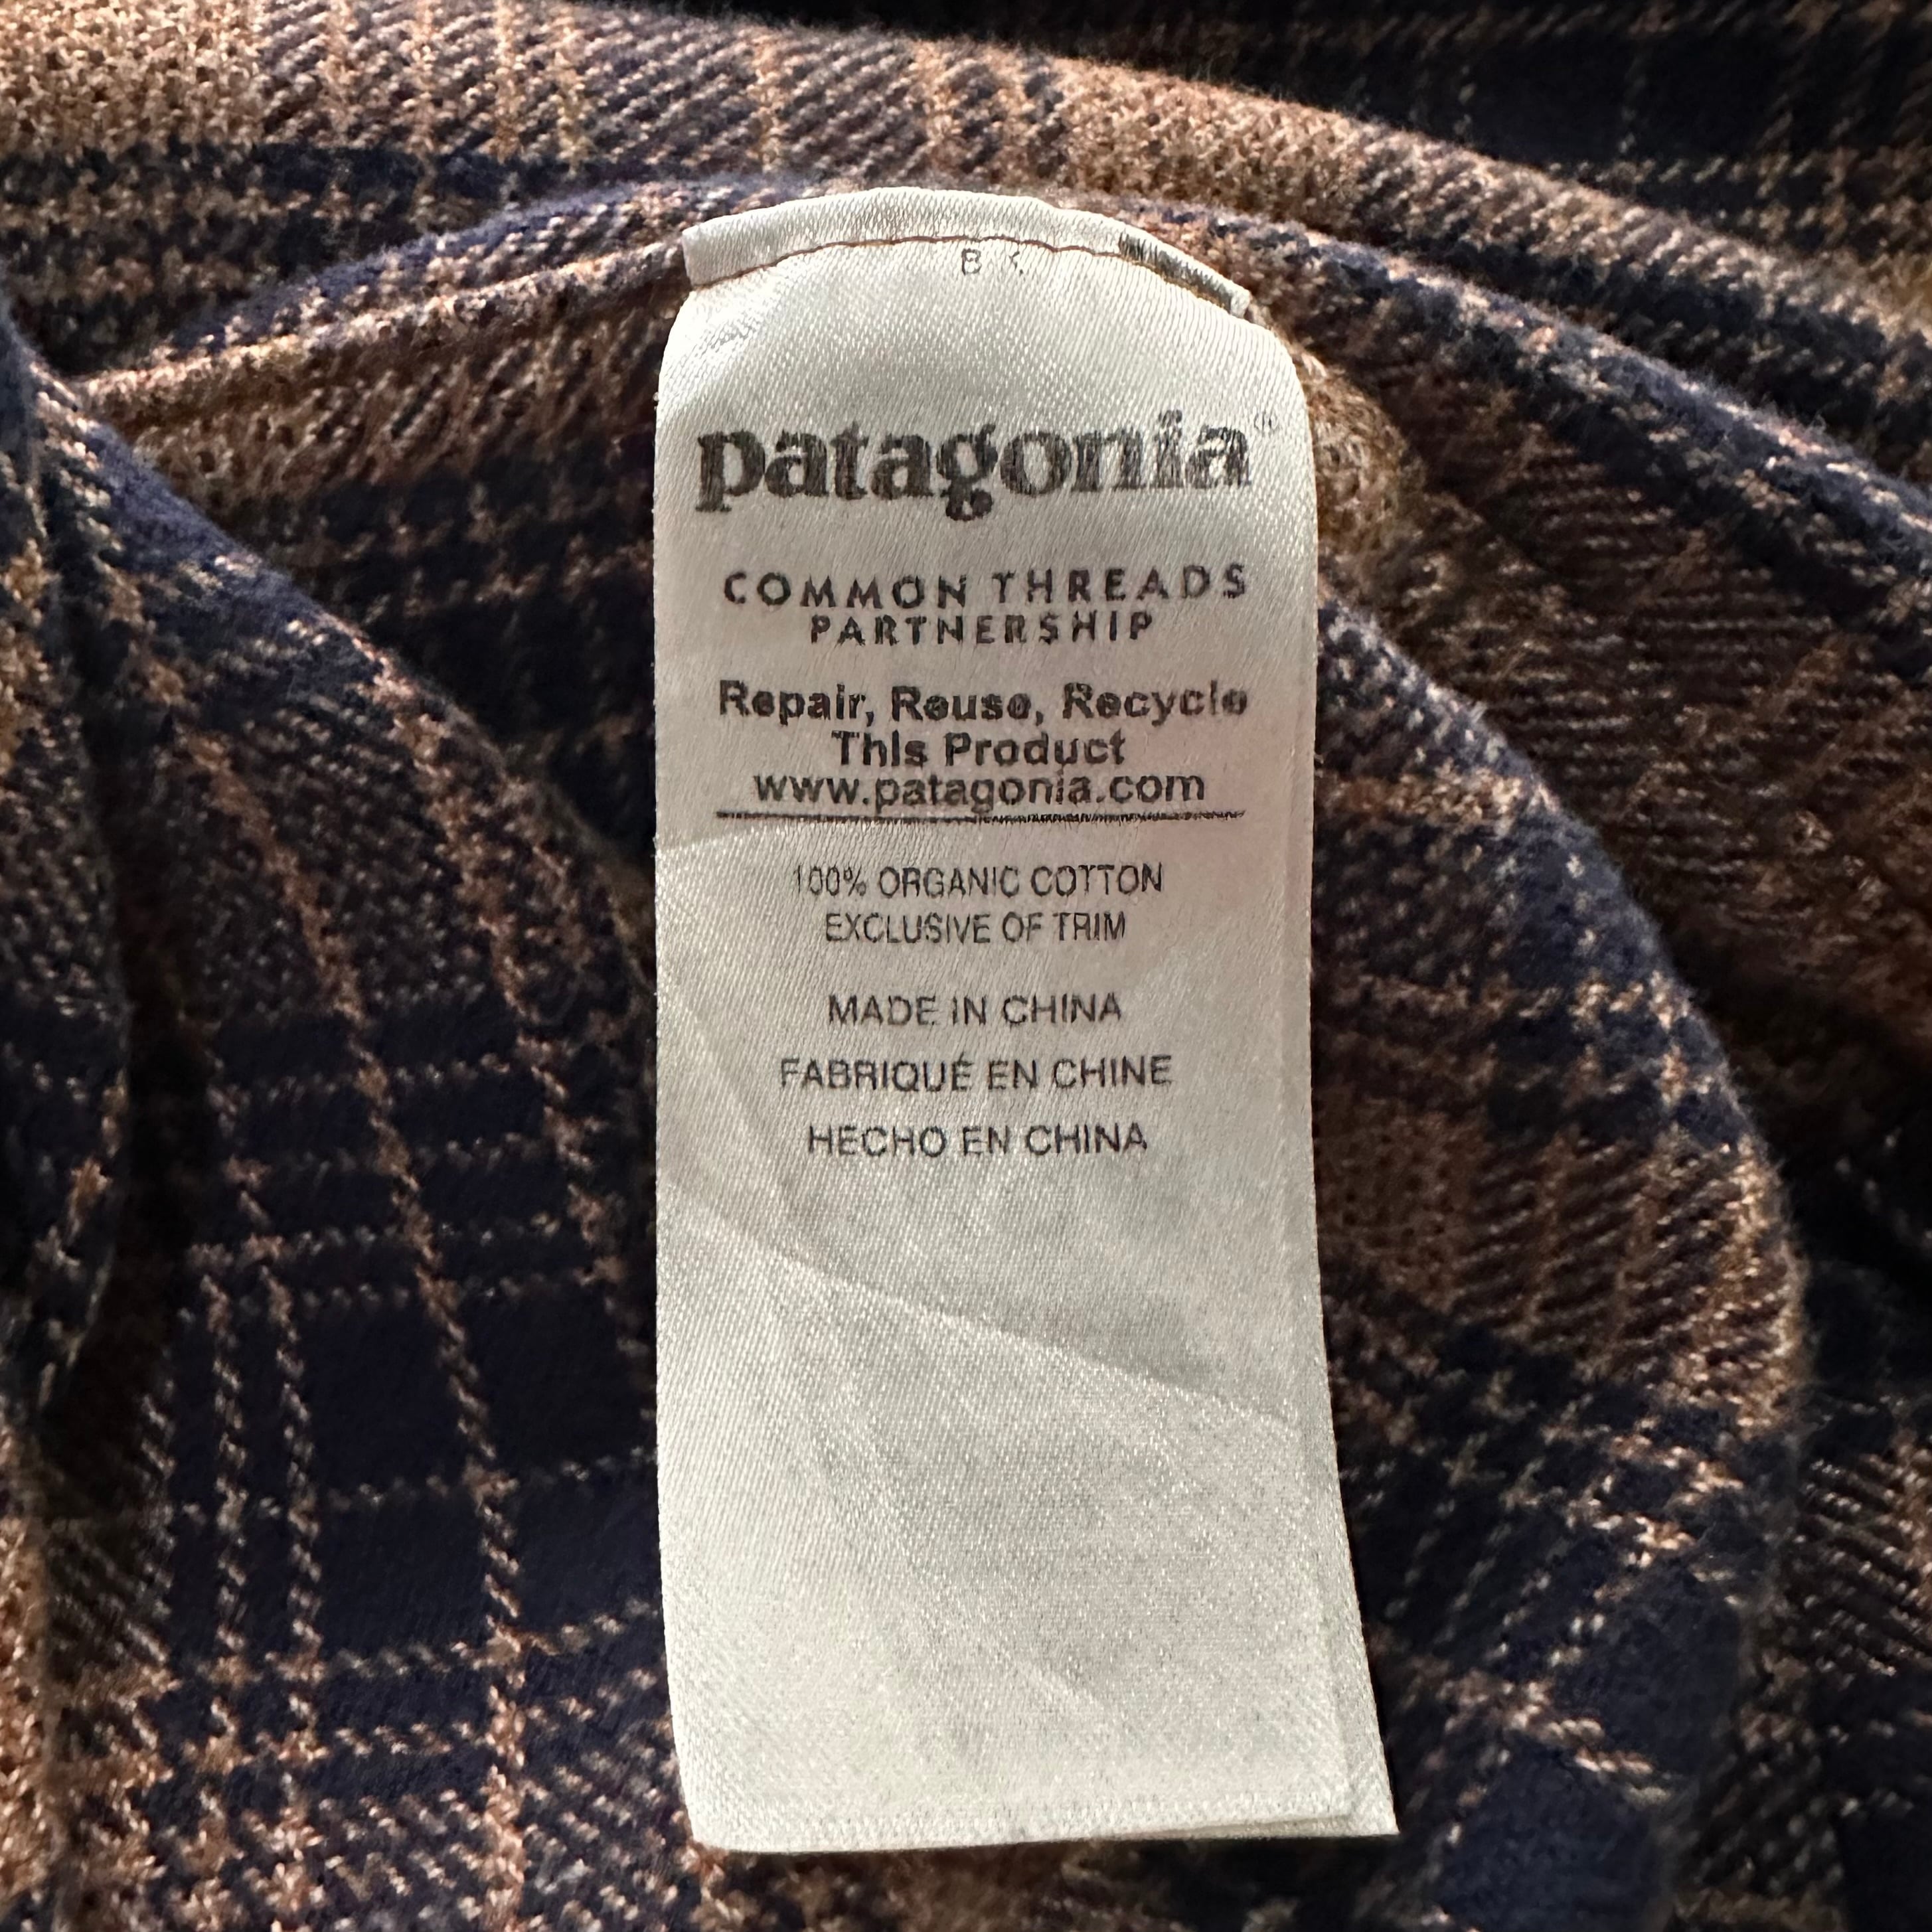 patagonia®
COMMON THREADS
PARTNERSHIP
Repair, Reuse, Recycle
This Product
www.patagonia.com
100% ORGANIC COTTON
EXCLUSIVE OF TRIM
MADE IN CHINA
FABRIQUÉ EN CHINE
HECHO EN CHINA